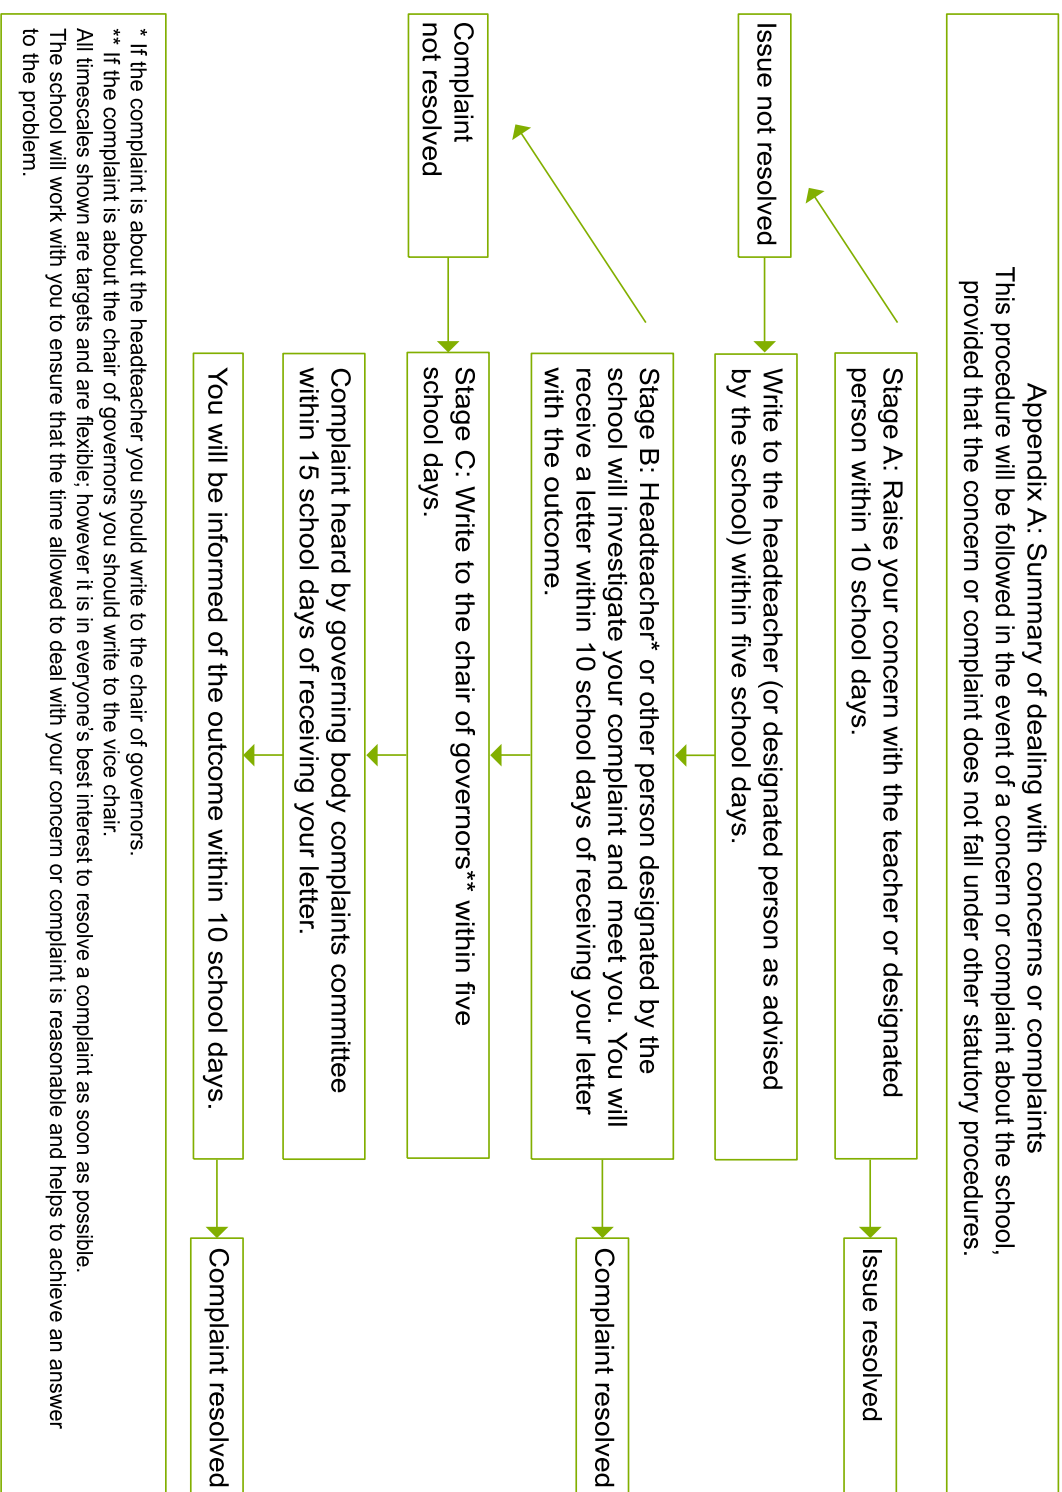 Appendix A: Summary of dealing with concerns or complaints
This procedure will be followed in the event of a concern or complaint about the school,
provided that the concern or complaint does not fall under other statutory procedures.
Stage A: Raise your concern with the teacher or designated
person within 10 school days.
Issue resolved
Issue not resolved
Write to the headteacher (or designated person as advised
by the school) within five school days.
Stage B: Headteacher* or other person designated by the
school will investigate your complaint and meet you. You will
receive a letter within 10 school days of receiving your letter
with the outcome.
Complaint resolved
Complaint
not resolved
Stage C: Write to the chair of governors** within five
school days.
Complaint heard by governing body complaints committee
within 15 school days of receiving your letter.
You will be informed of the outcome within 10 school days.
Complaint resolved
* If the complaint is about the headteacher you should write to the chair of governors.
** If the complaint is about the chair of governors you should write to the vice chair.
All timescales shown are targets and are flexible; however it is in everyone’s best interest to resolve a complaint as soon as possible.
The school will work with you to ensure that the time allowed to deal with your concern or complaint is reasonable and helps to achieve an answer
to the problem.